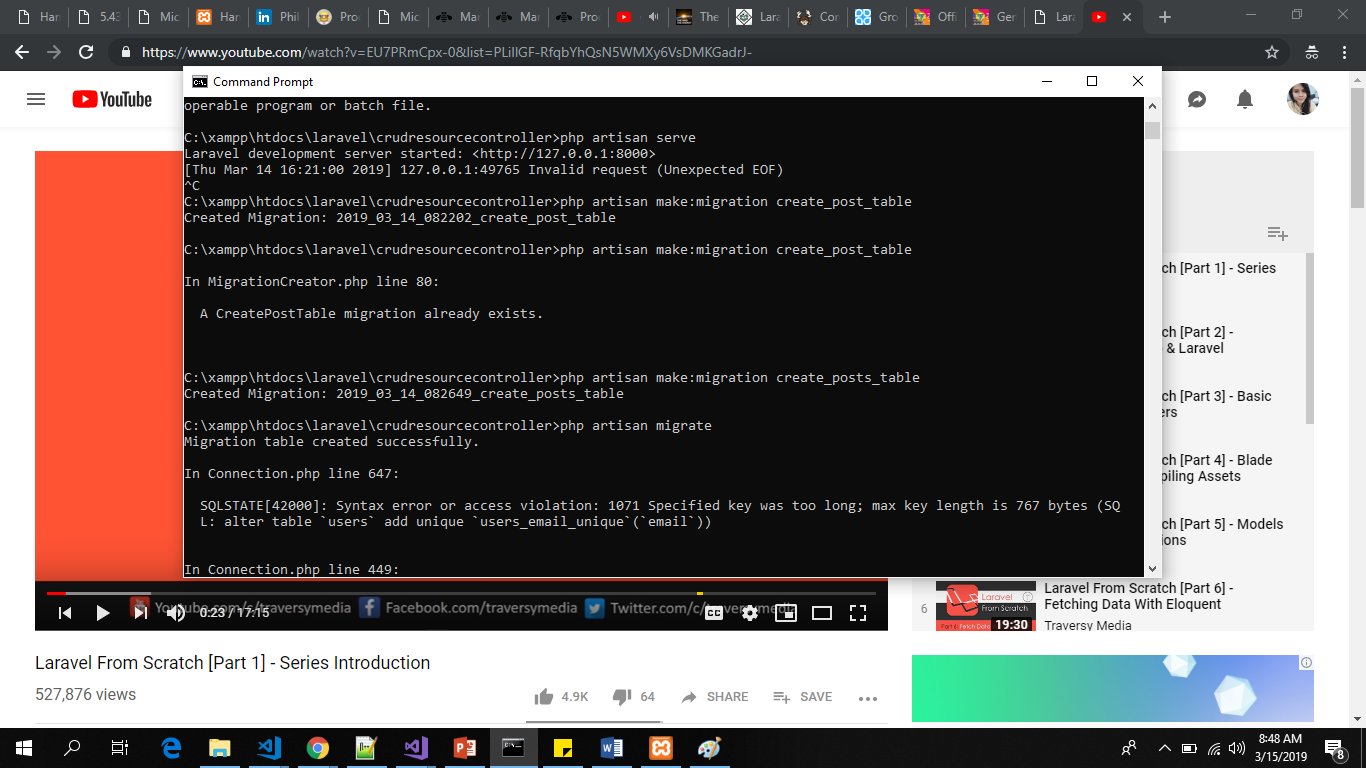 Har
5.43
Mic
Har
Phil
Pro
Mic
Mar
Mar
Pro
The
Lara
Cor
Gro
Offi
Ger
Lara
https://www.youtube.com/watch?v=EU7PRmCpx-0&list=PLillGF-RfqbYhQsN5WMXy6VsDMKGadrJ-
Command Prompt
YouTube
operable program or batch file.
C:\xampp\htdocs\laravel\crudresourcecontroller>php artisan serve
Laravel development server started: <http://127.0.0.1:8000>
[Thu Mar 14 16:21:00 2019] 127.0.0.1:49765 Invalid request (Unexpected EOF)
^C
C:\xampp\htdocs\laravel\crudresourcecontroller>php artisan make:migration create_post_table
Created Migration: 2019_03_14_082202_create_post_table
C:\xampp\htdocs\laravel\crudresourcecontroller>php artisan make:migration create_post_table
In MigrationCreator.php line 80:
A CreatePostTable migration already exists.
C:\xampp\htdocs\laravel\crudresourcecontroller>php artisan make:migration create_posts_table
Created Migration: 2019_03_14_082649_create_posts_table
C:\xampp\htdocs\laravel\crudresourcecontroller>php artisan migrate
Migration table created successfully.
In Connection.php line 647:
SQLSTATE[42000]: Syntax error or access violation: 1071 Specified key was too long; max key length is 767 bytes (SQ
L: alter table `users` add unique `users_email_unique`(`email`))
In Connection.php line 449:
ch [Part 1] - Series
ch [Part 2] -
& Laravel
ch [Part 3] - Basic
ers
ch [Part 4] - Blade
piling Assets
ch [Part 5] - Models
ions
6
Laravel
From Scratch
19:30
Laravel From Scratch [Part 6] -
Fetching Data With Eloquent
Traversy Media
Youtube.com/traversymedia
Facebook.com/traversymedia
Twitter.com/c/traversymedia
0:23 / 17:15
CC
Laravel From Scratch [Part 1] - Series Introduction
527,876 views
4.9K
64
SHARE
SAVE
8:48 AM
3/15/2019
8